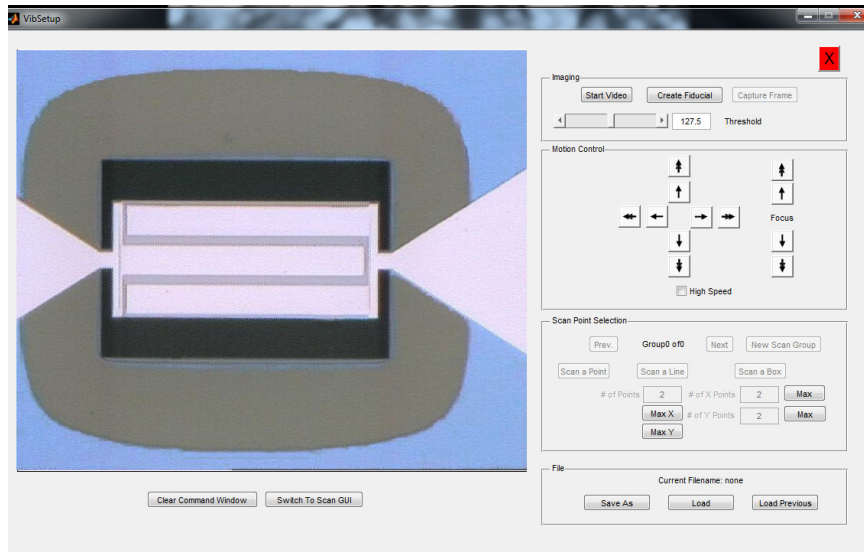 VibSetup
X
Imaging
Start Video Create Fiducial Capture Frame
127.5 Threshold
Motion Control
Focus
High Speed
Scan Point Selection
Prev. Group0 of0 Next New Scan Group
Scan a Point Scan a Line Scan a Box
# of Points 2 # of X Points 2 Max
Max X # of Y Points 2 Max
Max Y
File
Current Filename: none
Save As Load Load Previous
Clear Command Window Switch To Scan GUI